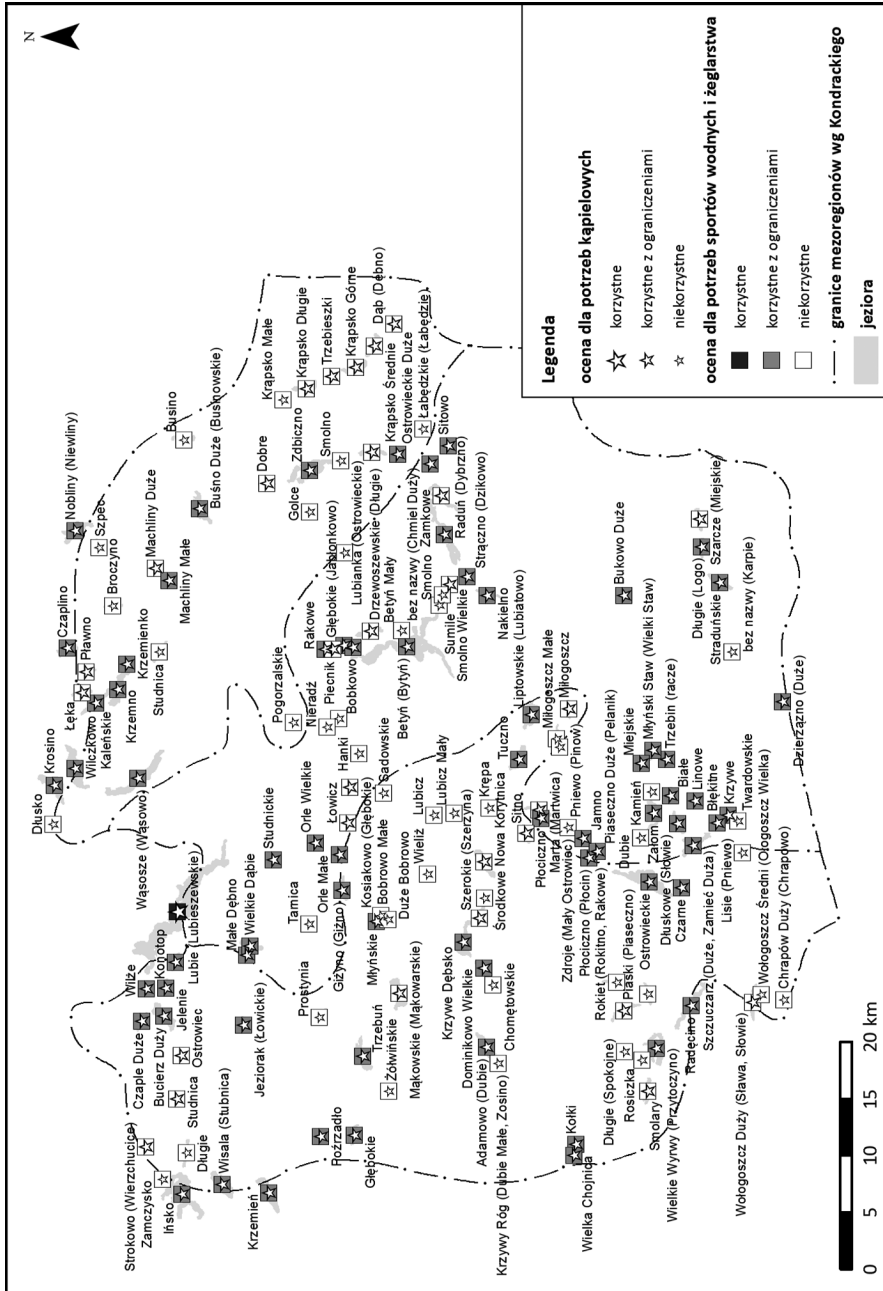 N
Dłusko
Krosino
Wilczkowo
Kaleńskie
Łęka
Pławno
Czaplino
Krzemno
Krzemienko
Studnica
Broczyno
Szpec
Nobliny (Niewliny)
Machliny Duże
Machliny Małe
Busino
Buśno Duże (Businowskie)
Wąsosze (Wąsowo)
Lubie (Lubieszewskie)
Konotop
Wilże
Czaple Duże
Bucierz Duży
Jelenie
Ostrowiec
Studnica
Strokowo (Wierzchucice)
Zamczysko
Ińsko
Długie
Wisala (Stubnica)
Krzemień
Jeziorak (Łowickie)
Małe Dębno
Wielkie Dąbie
Studnickie
Orle Wielkie
Orle Małe
Tarnica
Prostynia
Giżyno (Giżno)
Łowicz
Hanki
Nieradź
Pogorzalskie
Piecnik
Bobkowo
Rakowe
Głębokie (Jabłonkowo)
Lubianka (Ostrowieckie)
Drzewoszewskie (Długie)
Betyń Mały
bez nazwy (Chmiel Duży)
Betyń (Bytyń)
Golce
Dobre
Zdbiczno
Smolno
Krąpsko Małe
Krąpsko Długie
Trzebieszki
Krąpsko Górne
Dąb (Dębno)
Krąpsko Średnie
Ostrowieckie Duże
Łabędzkie (Łabędzie)
Sitowo
Zamkowe
Raduń (Dybrzno)
Strączno (Dzikowo)
Smolno
Sumile
Smolno Wielkie
Nakielno
Poźrzadło
Głębokie
Trzebuń
Żółwińskie
Mąkowskie (Mąkowarskie)
Młyńskie
Kosiakowo (Głębokie)
Bobrowo Małe
Duże Bobrowo
Wieliż
Sadowskie
Lubicz
Lubicz Mały
Krępa
Szerokie (Szerzyna)
Środkowe
Nowa Korytnica
Krzywe Dębsko
Dominikowo Wielkie
Chomętowskie
Adamowo (Dubie)
Krzywy Róg (Dubie Małe, Zosino)
Tuczno
Liptowskie (Lubiatowo)
Miłogoszcz Małe
Miłogoszcz
Sitno
Płociczno
Marta (Martwica)
Pniewo (Pinów)
Zdroje (Mały Ostrowiec)
Jamno
Płociczno (Płocin)
Piaseczno Duże (Pelanik)
Rokiet (Rokitno, Rakowe)
Piaski (Piaseczno)
Ostrowieckie
Dubie
Kamień
Załom
Miejskie
Młyński Staw (Wielki Staw)
Trzebin (racze)
Białe
Linowe
Błękitne
Krzywe
Twardowskie
Dłuskowe (Słowie)
Czarne
Lisie (Pniewo)
Szczuczarz (Duże, Zamieć Duża)
Radęcino
Wołogoszcz Średni (Ołogoszcz Wielka)
Wołogoszcz Duży (Sława, Słowie)
Chrapów Duży (Chrapowo)
Wielka Chojnica
Kołki
Długie (Spokojne)
Rosiczka
Smolary
Wielkie Wyrwy (Przytoczyno)
Bukowo Duże
Długie (Logo)
Szarcze (Miejskie)
Straduńskie
bez nazwy (Karpie)
Dzierzążno (Duże)
Legenda
ocena dla potrzeb kąpielowych
korzystne
korzystne z ograniczeniami
niekorzystne
ocena dla potrzeb sportów wodnych i żeglarstwa
korzystne
korzystne z ograniczeniami
niekorzystne
granice mezoregionów wg Kondrackiego
jeziora
0 5 10 15 20 km